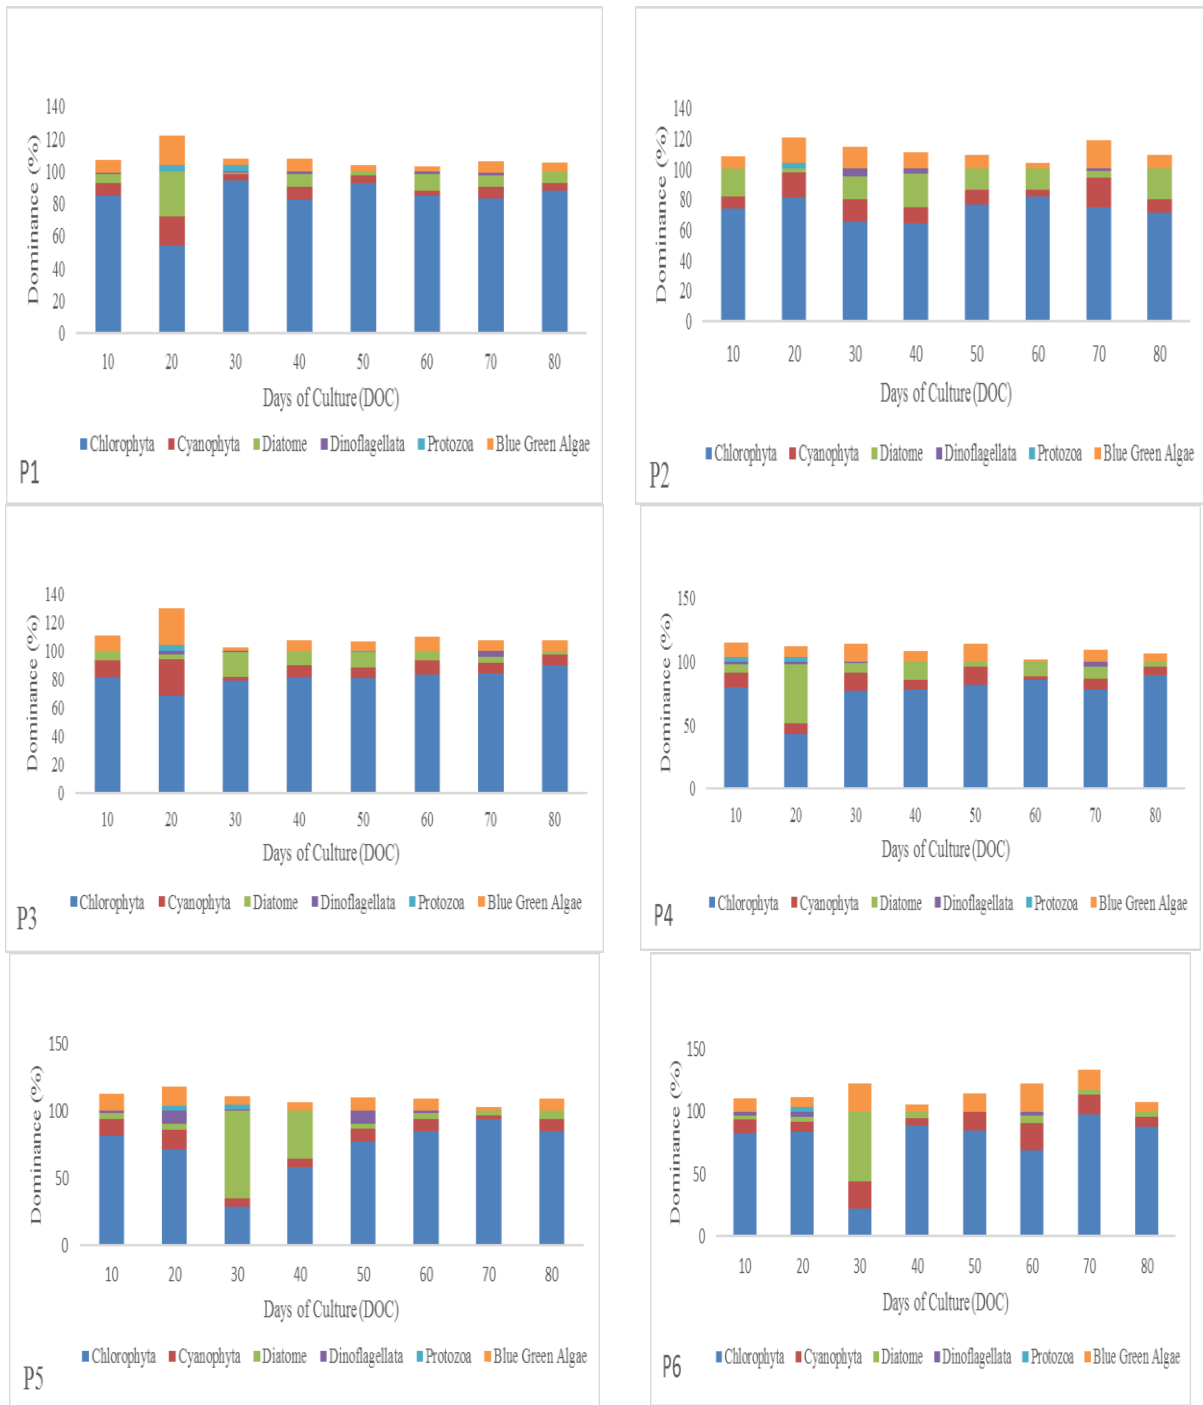 140
120
100
80
60
40
20
0
Dominance (%)
10 20 30 40 50 60 70 80
Days of Culture (DOC)
Chlorophyta Cyanophyta Diatome Dinoflagellata Protozoa Blue Green Algae
P1
140
120
100
80
60
40
20
0
Dominance (%)
10 20 30 40 50 60 70 80
Days of Culture (DOC)
Chlorophyta Cyanophyta Diatome Dinoflagellata Protozoa Blue Green Algae
P2
140
120
100
80
60
40
20
0
Dominance (%)
10 20 30 40 50 60 70 80
Days of Culture (DOC)
Chlorophyta Cyanophyta Diatome Dinoflagellata Protozoa Blue Green Algae
P3
150
100
50
0
Dominance (%)
10 20 30 40 50 60 70 80
Days of Culture (DOC)
Chlorophyta Cyanophyta Diatome Dinoflagellata Protozoa Blue Green Algae
P4
150
100
50
0
Dominance (%)
10 20 30 40 50 60 70 80
Days of Culture (DOC)
Chlorophyta Cyanophyta Diatome Dinoflagellata Protozoa Blue Green Algae
P5
150
100
50
0
Dominance (%)
10 20 30 40 50 60 70 80
Days of Culture (DOC)
Chlorophyta Cyanophyta Diatome Dinoflagellata Protozoa Blue Green Algae
P6